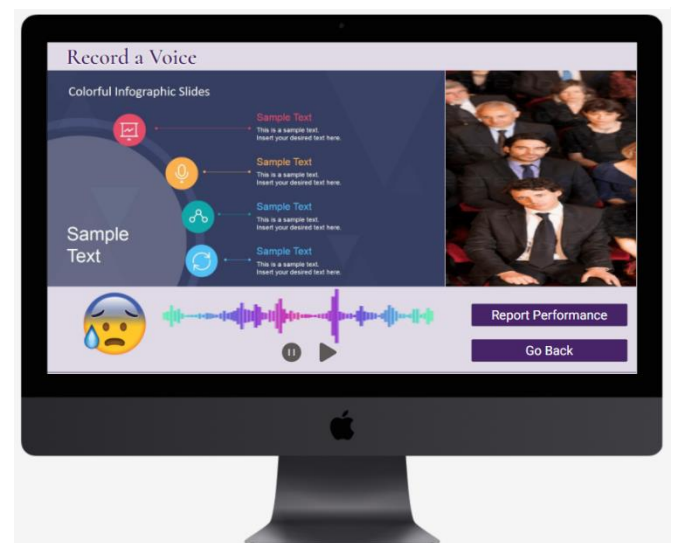 Record a Voice
Colorful Infographic Slides
Sample Text
This is a sample text.
Insert your desired text here.
Sample Text
This is a sample text.
Insert your desired text here.
Sample Text
This is a sample text.
Insert your desired text here.
Sample Text
This is a sample text.
Insert your desired text here.
Sample
Text
Report Performance
Go Back